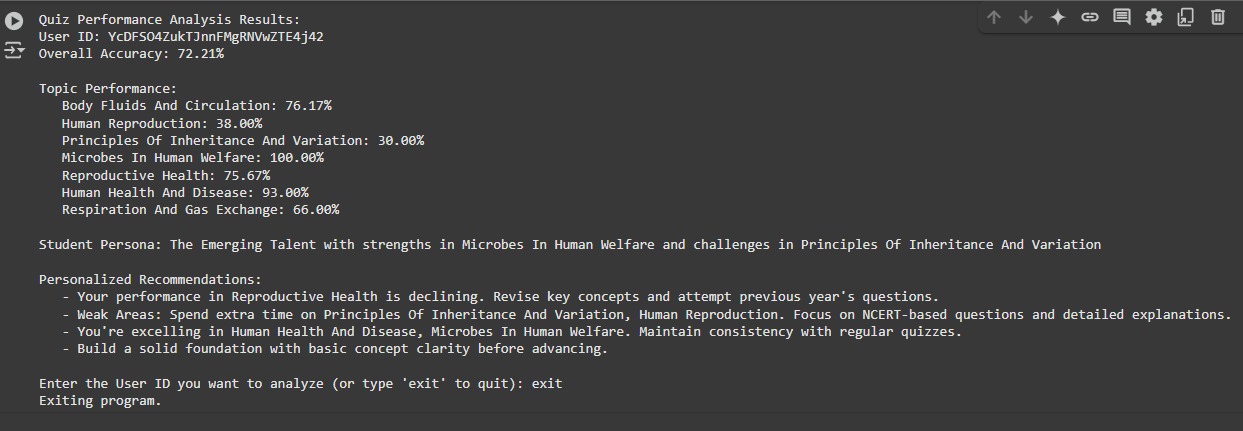 Quiz Performance Analysis Results:
User ID: YcDFSO4ZukTJnnFMgRNVwZTE4j42
Overall Accuracy: 72.21%
Topic Performance:
Body Fluids And Circulation: 76.17%
Human Reproduction: 38.00%
Principles Of Inheritance And Variation: 30.00%
Microbes In Human Welfare: 100.00%
Reproductive Health: 75.67%
Human Health And Disease: 93.00%
Respiration And Gas Exchange: 66.00%
Student Persona: The Emerging Talent with strengths in Microbes In Human Welfare and challenges in Principles Of Inheritance And Variation
Personalized Recommendations:
- Your performance in Reproductive Health is declining. Revise key concepts and attempt previous year's questions.
- Weak Areas: Spend extra time on Principles Of Inheritance And Variation, Human Reproduction. Focus on NCERT-based questions and detailed explanations.
- You're excelling in Human Health And Disease, Microbes In Human Welfare. Maintain consistency with regular quizzes.
- Build a solid foundation with basic concept clarity before advancing.
Enter the User ID you want to analyze (or type 'exit' to quit): exit
Exiting program.